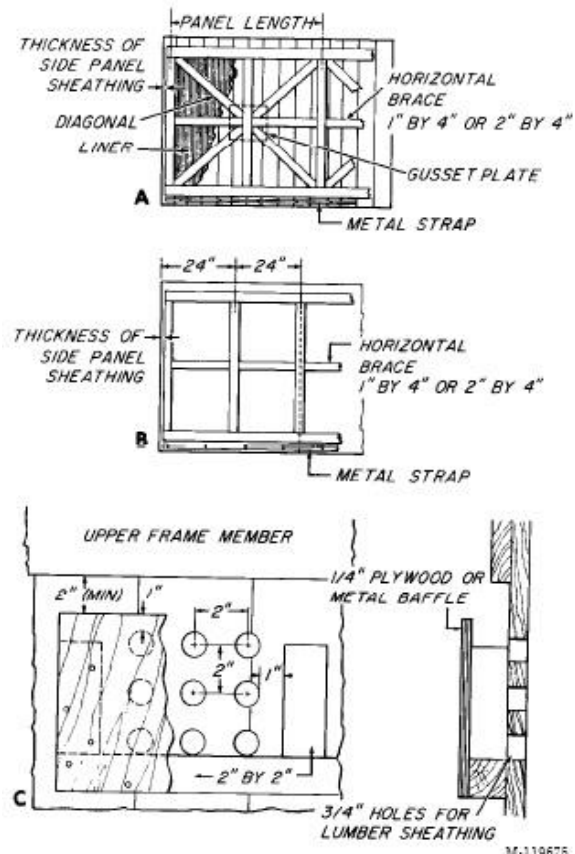 PANEL LENGTH
THICKNESS OF
SIDE PANEL
SHEATHING
DIAGONAL
LINER
HORIZONTAL
BRACE
1" BY 4" OR 2" BY 4"
GUSSET PLATE
METAL STRAP
A
24" 24"
THICKNESS OF
SIDE PANEL
SHEATHING
HORIZONTAL
BRACE
1" BY 4" OR 2" BY 4"
B
METAL STRAP
UPPER FRAME MEMBER
2" (MIN) 1" 2"
1/4" PLYWOOD OR
METAL BAFFLE
2" 1"
2" BY 2"
C
3/4" HOLES FOR
LUMBER SHEATHING
M-119675